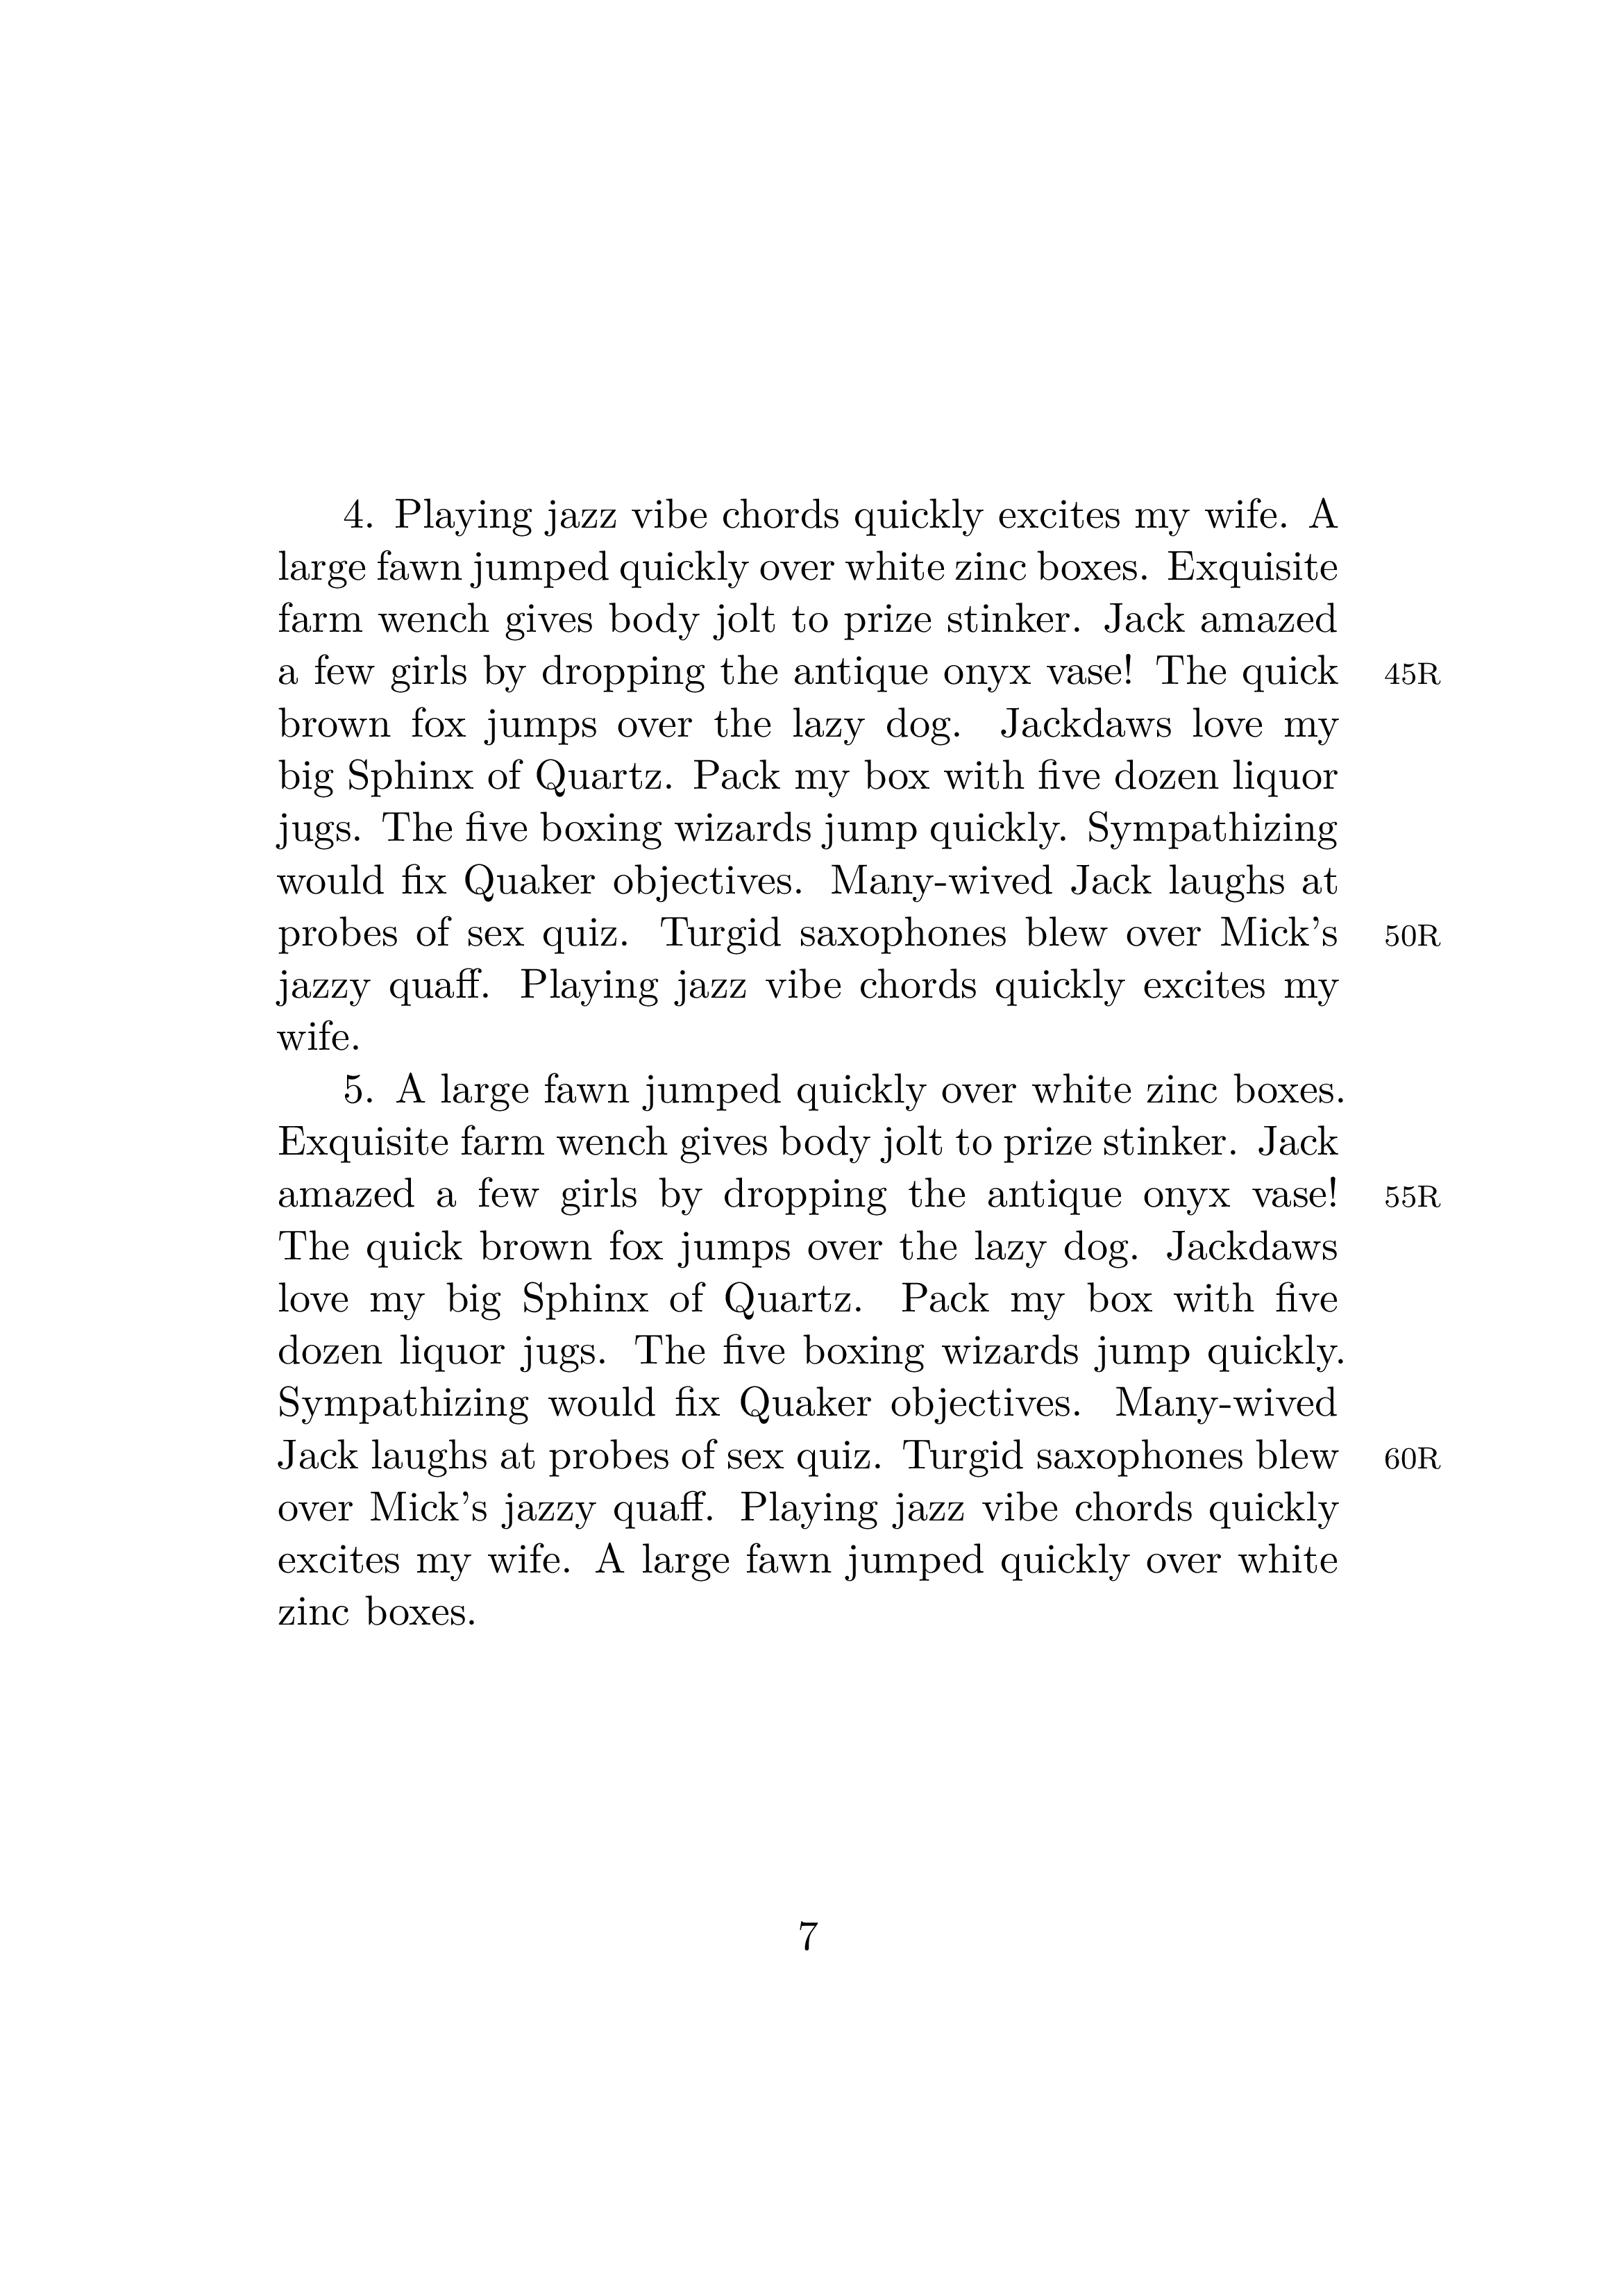 4. Playing jazz vibe chords quickly excites my wife. A
large fawn jumped quickly over white zinc boxes. Exquisite
farm wench gives body jolt to prize stinker. Jack amazed
a few girls by dropping the antique onyx vase! The quick 45R
brown fox jumps over the lazy dog. Jackdaws love my
big Sphinx of Quartz. Pack my box with five dozen liquor
jugs. The five boxing wizards jump quickly. Sympathizing
would fix Quaker objectives. Many-wived Jack laughs at
probes of sex quiz. Turgid saxophones blew over Mick’s 50R
jazzy quaff. Playing jazz vibe chords quickly excites my
wife.
5. A large fawn jumped quickly over white zinc boxes.
Exquisite farm wench gives body jolt to prize stinker. Jack
amazed a few girls by dropping the antique onyx vase! 55R
The quick brown fox jumps over the lazy dog. Jackdaws
love my big Sphinx of Quartz. Pack my box with five
dozen liquor jugs. The five boxing wizards jump quickly.
Sympathizing would fix Quaker objectives. Many-wived
Jack laughs at probes of sex quiz. Turgid saxophones blew 60R
over Mick’s jazzy quaff. Playing jazz vibe chords quickly
excites my wife. A large fawn jumped quickly over white
zinc boxes.
7